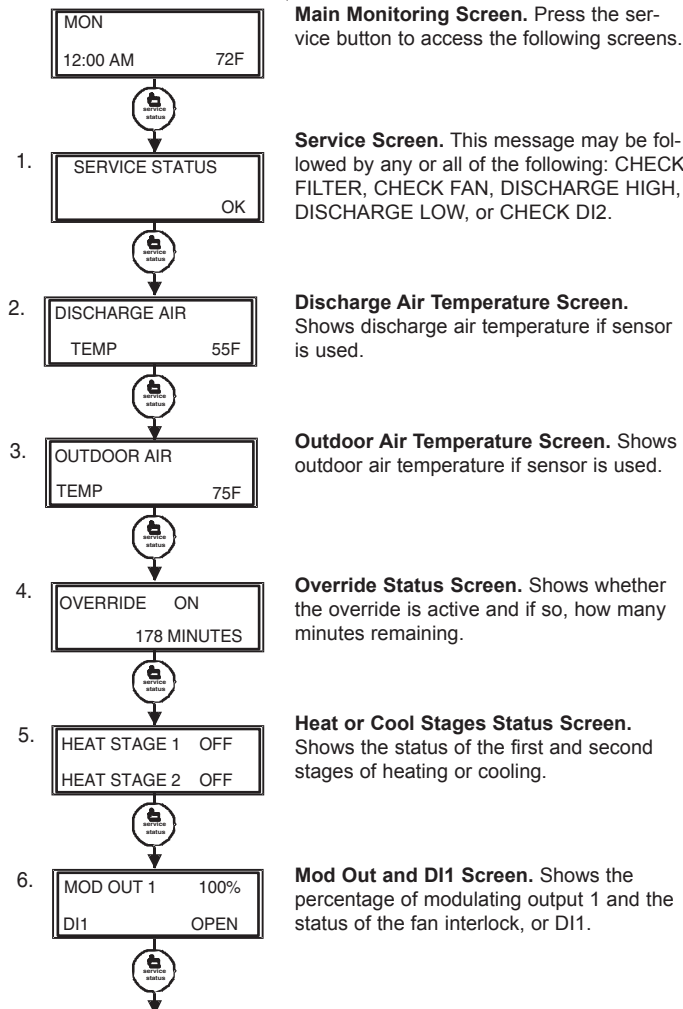 MON
12:00 AM 72F
Main Monitoring Screen. Press the ser-
vice button to access the following screens.
service
status
1.
SERVICE STATUS
OK
Service Screen. This message may be fol-
lowed by any or all of the following: CHECK
FILTER, CHECK FAN, DISCHARGE HIGH,
DISCHARGE LOW, or CHECK DI2.
service
status
2.
DISCHARGE AIR
TEMP 55F
Discharge Air Temperature Screen.
Shows discharge air temperature if sensor
is used.
service
status
3.
OUTDOOR AIR
TEMP 75F
Outdoor Air Temperature Screen. Shows
outdoor air temperature if sensor is used.
service
status
4.
OVERRIDE ON
178 MINUTES
Override Status Screen. Shows whether
the override is active and if so, how many
minutes remaining.
service
status
5.
HEAT STAGE 1 OFF
HEAT STAGE 2 OFF
Heat or Cool Stages Status Screen.
Shows the status of the first and second
stages of heating or cooling.
service
status
6.
MOD OUT 1 100%
DI1 OPEN
Mod Out and DI1 Screen. Shows the
percentage of modulating output 1 and the
status of the fan interlock, or DI1.
service
status